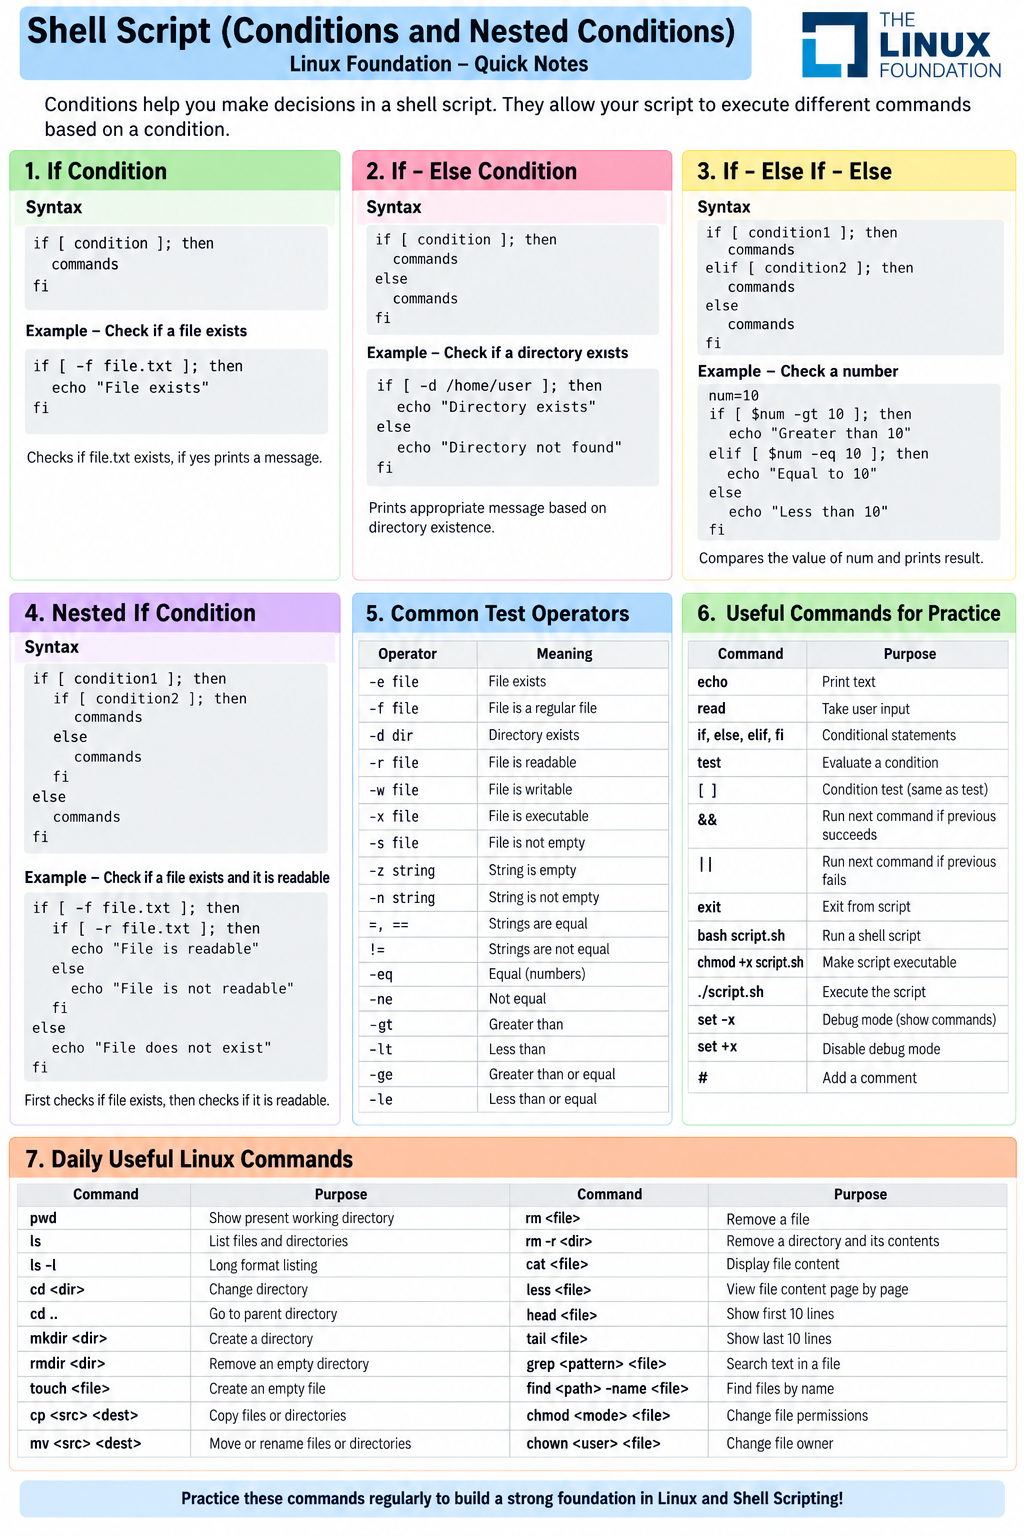 Shell Script (Conditions and Nested Conditions)
Linux Foundation – Quick Notes
THE
LINUX
FOUNDATION
Conditions help you make decisions in a shell script. They allow your script to execute different commands
based on a condition.
1. If Condition
Syntax
if [ condition ]; then
commands
fi
Example – Check if a file exists
if [ -f file.txt ]; then
echo "File exists"
fi
Checks if file.txt exists, if yes prints a message.
2. If – Else Condition
Syntax
if [ condition ]; then
commands
else
commands
fi
Example – Check if a directory exists
if [ -d /home/user ]; then
echo "Directory exists"
else
echo "Directory not found"
fi
Prints appropriate message based on
directory existence.
3. If – Else If – Else
Syntax
if [ condition1 ]; then
commands
elif [ condition2 ]; then
commands
else
commands
fi
Example – Check a number
num=10
if [ $num -gt 10 ]; then
echo "Greater than 10"
elif [ $num -eq 10 ]; then
echo "Equal to 10"
else
echo "Less than 10"
fi
Compares the value of num and prints result.
4. Nested If Condition
Syntax
if [ condition1 ]; then
if [ condition2 ]; then
commands
else
commands
fi
else
commands
fi
Example – Check if a file exists and it is readable
if [ -f file.txt ]; then
if [ -r file.txt ]; then
echo "File is readable"
else
echo "File is not readable"
fi
else
echo "File does not exist"
fi
First checks if file exists, then checks if it is readable.
5. Common Test Operators
Operator Meaning
-e file File exists
-f file File is a regular file
-d dir Directory exists
-r file File is readable
-w file File is writable
-x file File is executable
-s file File is not empty
-z string String is empty
-n string String is not empty
=, == Strings are equal
!= Strings are not equal
-eq Equal (numbers)
-ne Not equal
-gt Greater than
-lt Less than
-ge Greater than or equal
-le Less than or equal
6. Useful Commands for Practice
Command Purpose
echo Print text
read Take user input
if, else, elif, fi Conditional statements
test Evaluate a condition
[ ] Condition test (same as test)
&& Run next command if previous
succeeds
|| Run next command if previous
fails
exit Exit from script
bash script.sh Run a shell script
chmod +x script.sh Make script executable
./script.sh Execute the script
set -x Debug mode (show commands)
set +x Disable debug mode
# Add a comment
7. Daily Useful Linux Commands
Command Purpose Command Purpose
pwd Show present working directory rm <file> Remove a file
ls List files and directories rm -r <dir> Remove a directory and its contents
ls -l Long format listing cat <file> Display file content
cd <dir> Change directory less <file> View file content page by page
cd .. Go to parent directory head <file> Show first 10 lines
mkdir <dir> Create a directory tail <file> Show last 10 lines
rmdir <dir> Remove an empty directory grep <pattern> <file> Search text in a file
touch <file> Create an empty file find <path> -name <file> Find files by name
cp <src> <dest> Copy files or directories chmod <mode> <file> Change file permissions
mv <src> <dest> Move or rename files or directories chown <user> <file> Change file owner
Practice these commands regularly to build a strong foundation in Linux and Shell Scripting!